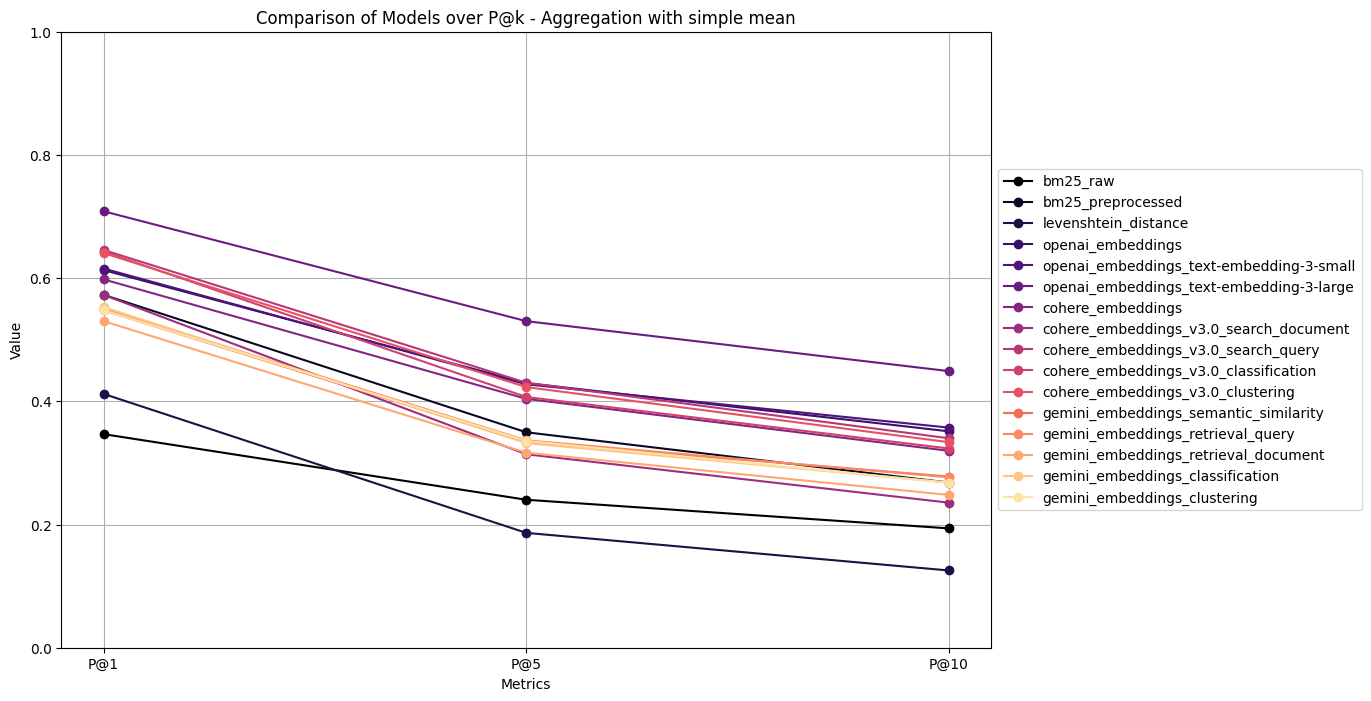 Comparison of Models over P@k - Aggregation with simple mean
1.0
0.8
0.6
0.4
0.2
0.0
Value
P@1
P@5
P@10
Metrics
bm25_raw
bm25_preprocessed
levenshtein_distance
openai_embeddings
openai_embeddings_text-embedding-3-small
openai_embeddings_text-embedding-3-large
cohere_embeddings
cohere_embeddings_v3.0_search_document
cohere_embeddings_v3.0_search_query
cohere_embeddings_v3.0_classification
cohere_embeddings_v3.0_clustering
gemini_embeddings_semantic_similarity
gemini_embeddings_retrieval_query
gemini_embeddings_retrieval_document
gemini_embeddings_classification
gemini_embeddings_clustering